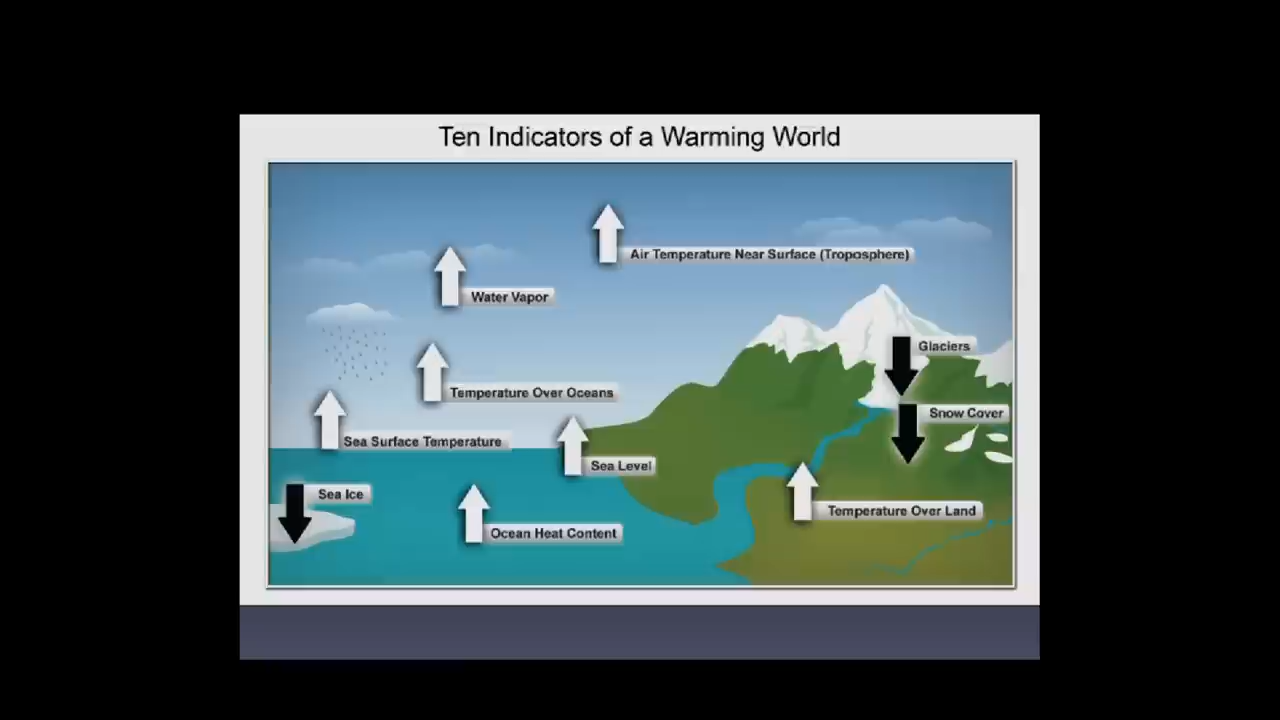 Ten Indicators of a Warming World
Air Temperature Near Surface (Troposphere)
Water Vapor
Glaciers
Temperature Over Oceans
Snow Cover
Sea Surface Temperature
Sea Level
Sea Ice
Temperature Over Land
Ocean Heat Content